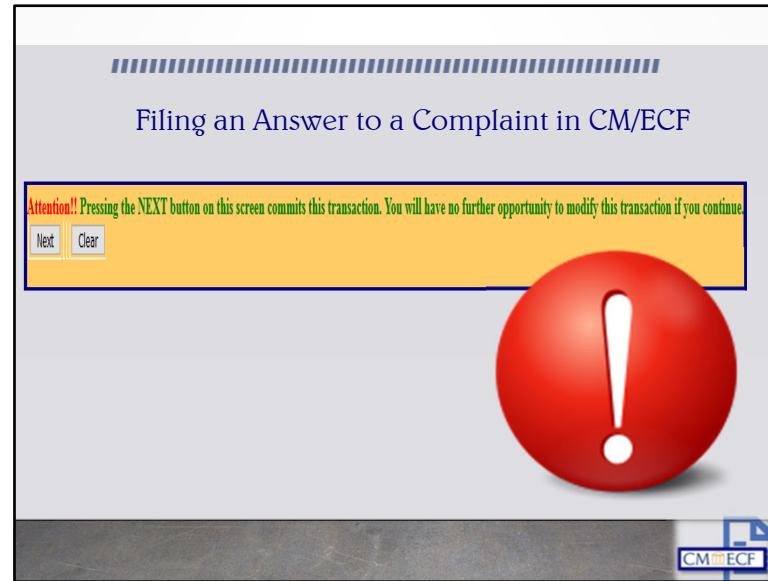 Filing an Answer to a Complaint in CM/ECF
Attention!! Pressing the NEXT button on this screen commits this transaction. You will have no further opportunity to modify this transaction if you continue.
Next Clear
CM ECF